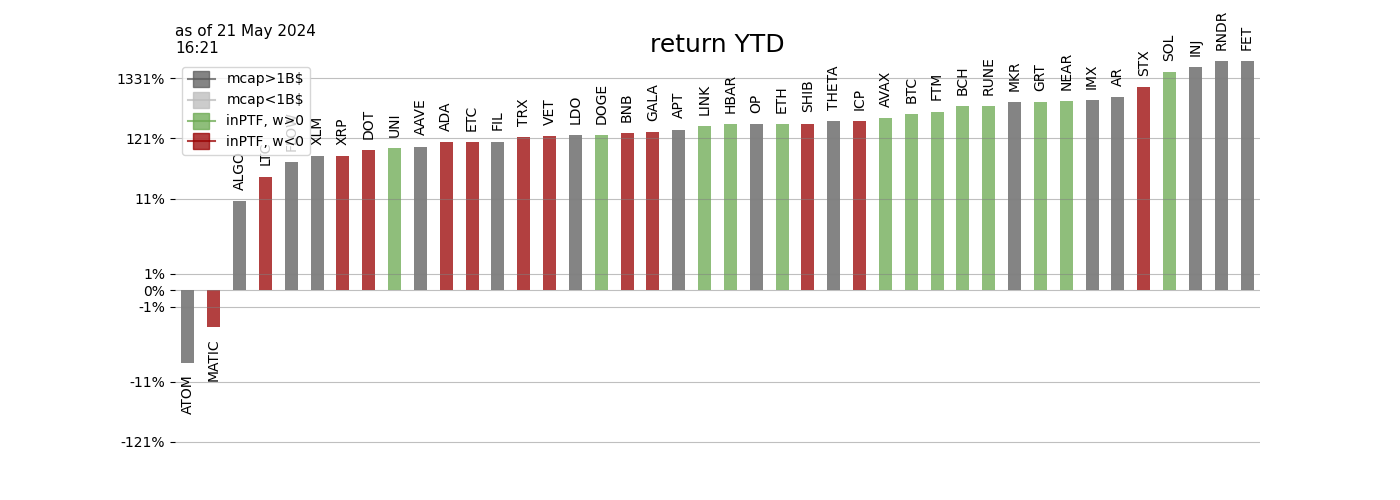 as of 21 May 2024
16:21
return YTD
mcap>1B$
mcap<1B$
inPTF, w>0
inPTF, w<0
1331%
121%
11%
1%
0%
-1%
-11%
-121%
ATOM
MATIC
ALGO
LTC
XLM
XRP
DOT
UNI
AAVE
ADA
ETC
FIL
TRX
VET
LDO
DOGE
BNB
GALA
APT
LINK
HBAR
OP
ETH
SHIB
THETA
ICP
AVAX
BTC
FTM
BCH
RUNE
MKR
GRT
NEAR
IMX
AR
STX
SOL
INJ
RNDR
FET